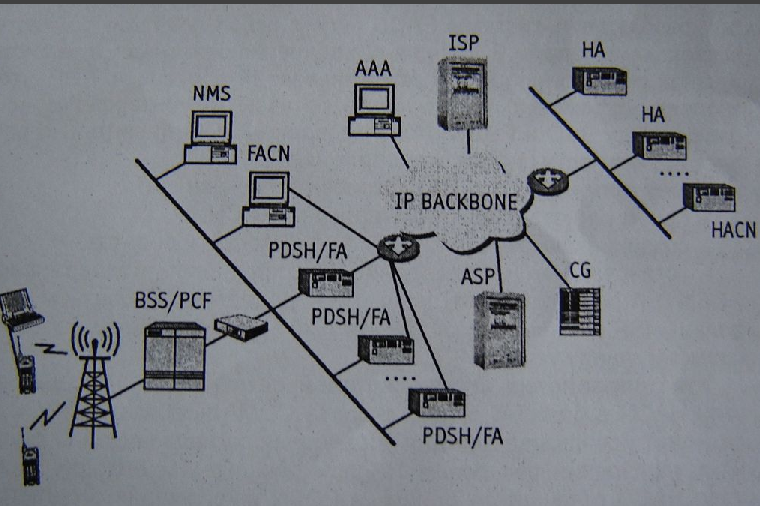 ISP
HA
AAA
NMS
HA
FACN
IP BACKBONE
HACN
PDSH/FA
ASP
CG
BSS/PCF
PDSH/FA
PDSH/FA